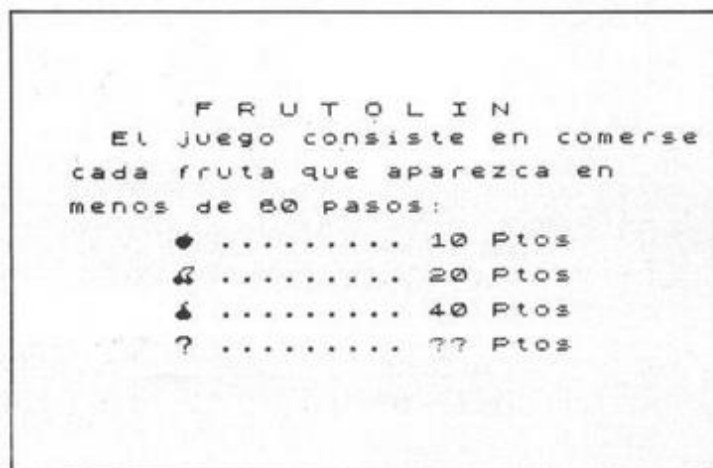 F R U T O L I N
El juego consiste en comerse
cada fruta que aparezca en
menos de 60 pasos:
......... 10 Ptos
......... 20 Ptos
......... 40 Ptos
? ......... ?? Ptos